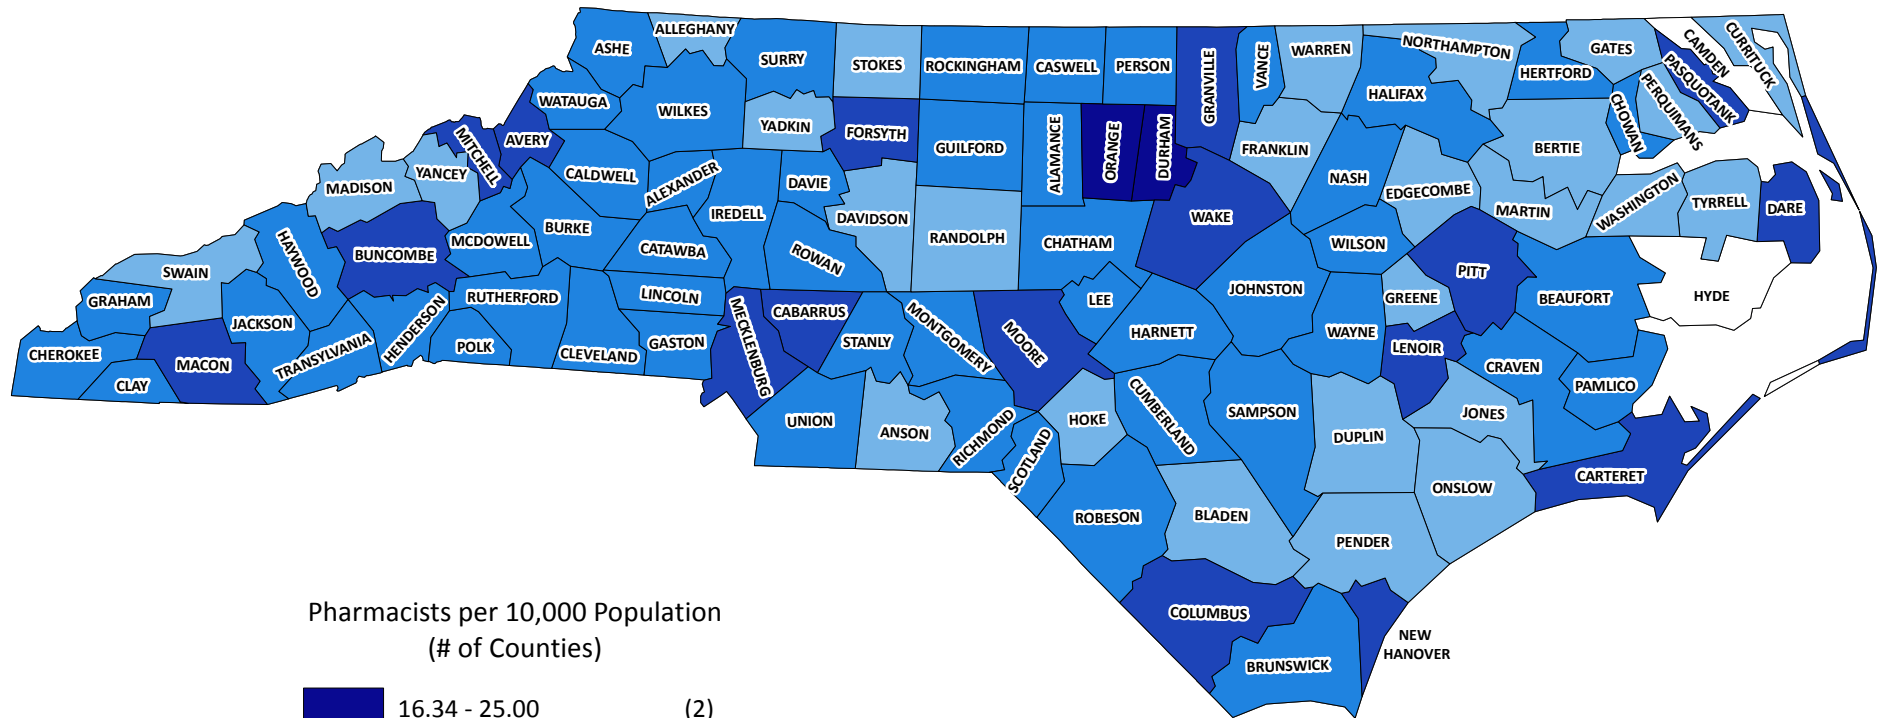 ALLEGHANY
ASHE
SURRY
STOKES
ROCKINGHAM
CASWELL
PERSON
GRANVILLE
VANCE
WARREN
NORTHAMPTON
HERTFORD
GATES
CAMDEN
CURRITUCK
PASQUOTANK
PERQUIMANS
CHOWAN
WATAUGA
WILKES
YADKIN
FORSYTH
GUILFORD
ALAMANCE
ORANGE
DURHAM
FRANKLIN
HALIFAX
BERTIE
MITCHELL
AVERY
CALDWELL
ALEXANDER
IREDELL
DAVIE
DAVIDSON
RANDOLPH
CHATHAM
WAKE
NASH
EDGECOMBE
MARTIN
WASHINGTON
TYRRELL
DARE
MADISON
YANCEY
BURKE
MCDOWELL
CATAWBA
ROWAN
WILSON
PITT
BEAUFORT
HYDE
HAYWOOD
BUNCOMBE
SWAIN
GRAHAM
JACKSON
RUTHERFORD
LINCOLN
MECKLENBURG
CABARRUS
STANLY
MONTGOMERY
MOORE
LEE
HARNETT
JOHNSTON
WAYNE
GREENE
LENOIR
CRAVEN
PAMLICO
CHEROKEE
CLAY
MACON
TRANSYLVANIA
HENDERSON
POLK
CLEVELAND
GASTON
UNION
ANSON
RICHMOND
SCOTLAND
HOKE
CUMBERLAND
SAMPSON
DUPLIN
JONES
ONSLOW
CARTERET
ROBESON
BLADEN
PENDER
COLUMBUS
BRUNSWICK
NEW
HANOVER
Pharmacists per 10,000 Population
(# of Counties)
16.34 - 25.00 (2)